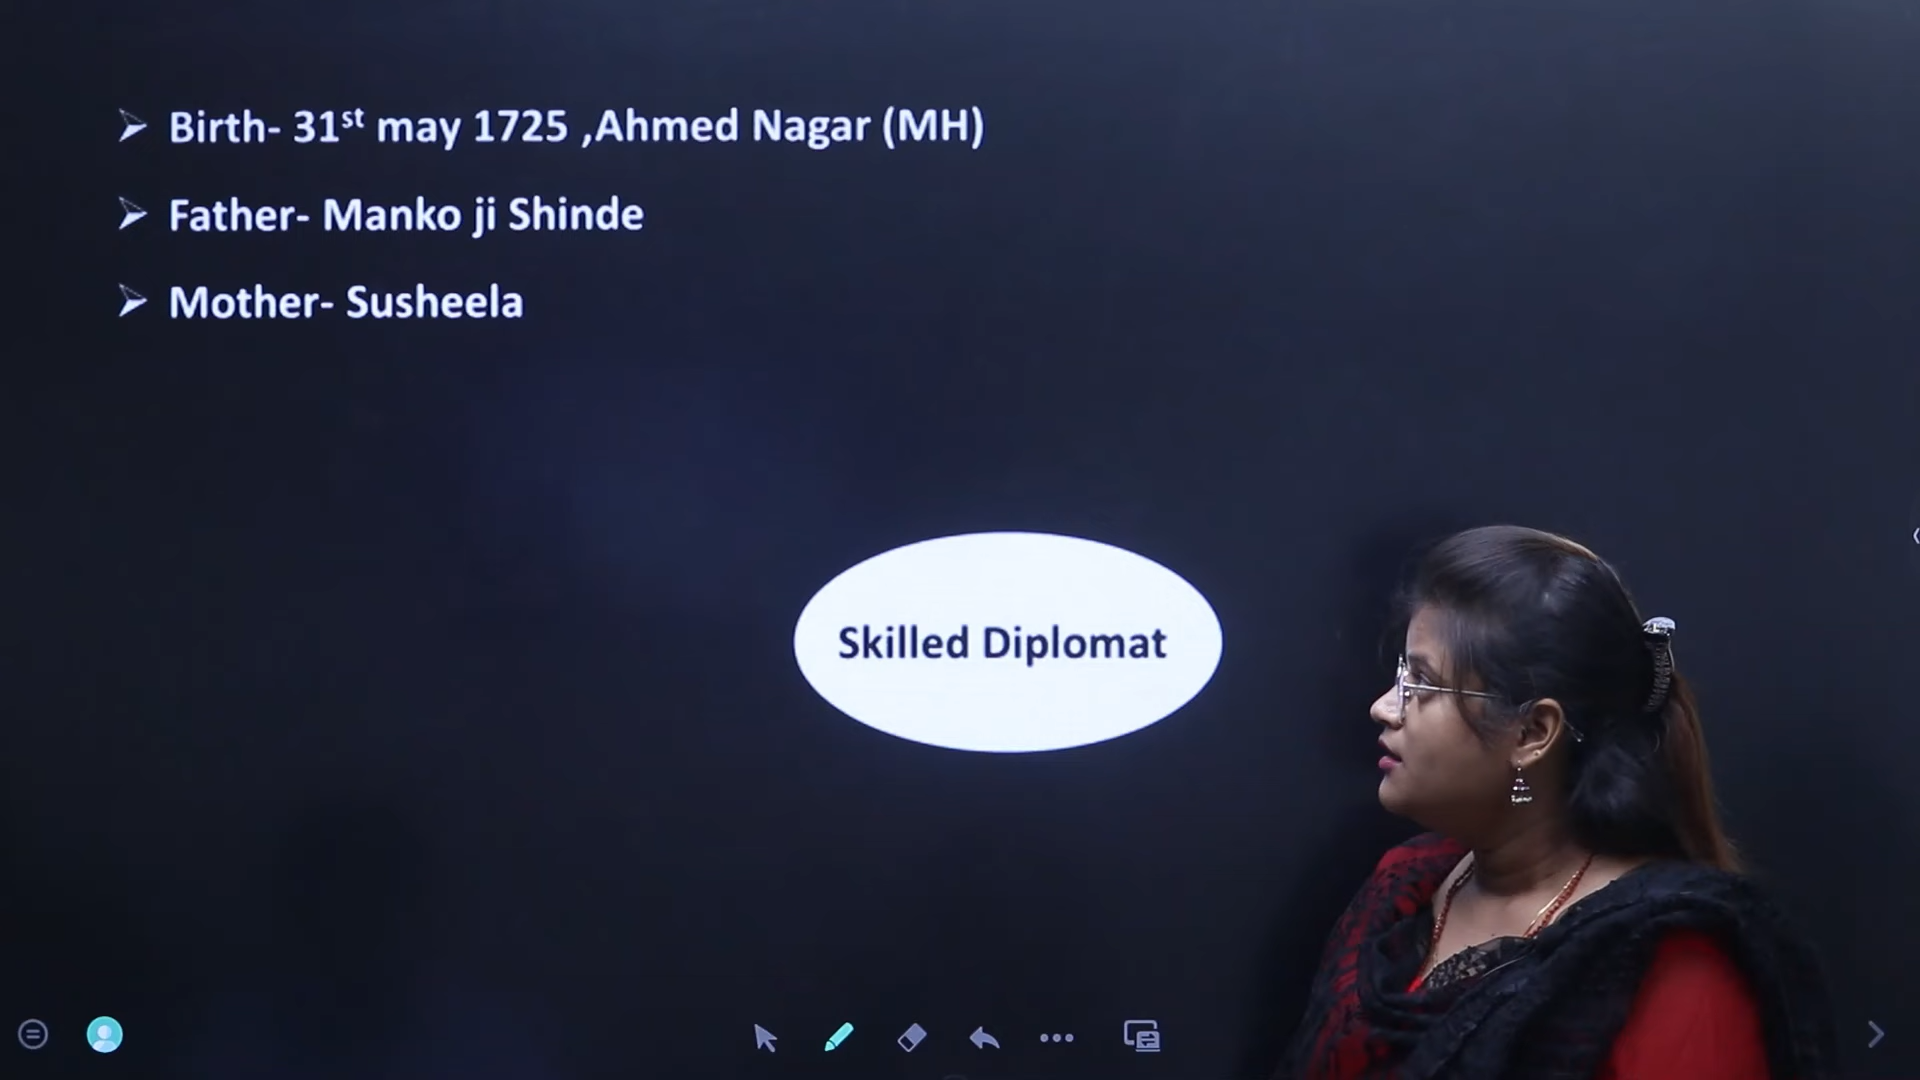 Birth- 31st may 1725 ,Ahmed Nagar (MH)
Father- Manko ji Shinde
Mother- Susheela
Skilled Diplomat